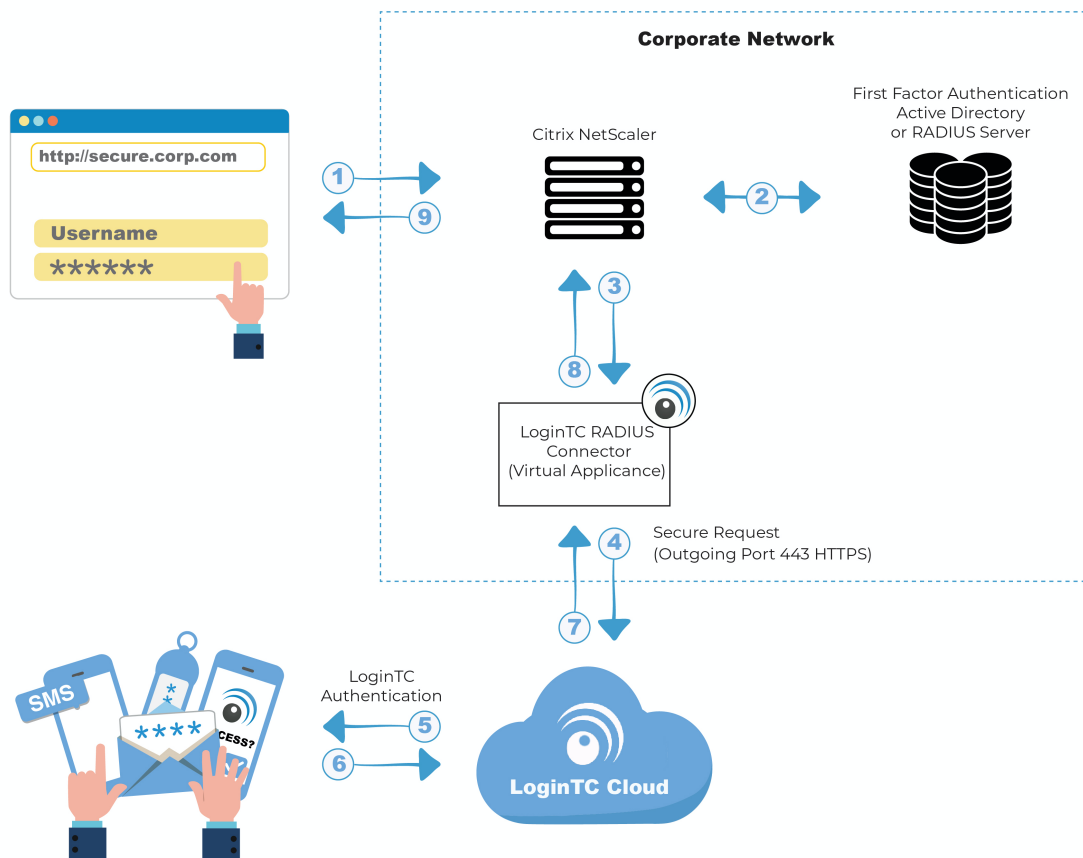 Corporate Network
First Factor Authentication
Active Directory
or RADIUS Server
Citrix NetScaler
http://secure.corp.com
1
2
9
Username
******
3
8
LoginTC RADIUS
Connector
(Virtual Applicance)
4
Secure Request
(Outgoing Port 443 HTTPS)
7
LoginTC
Authentication
SMS
*
*
****
CESS?
5
6
LoginTC Cloud